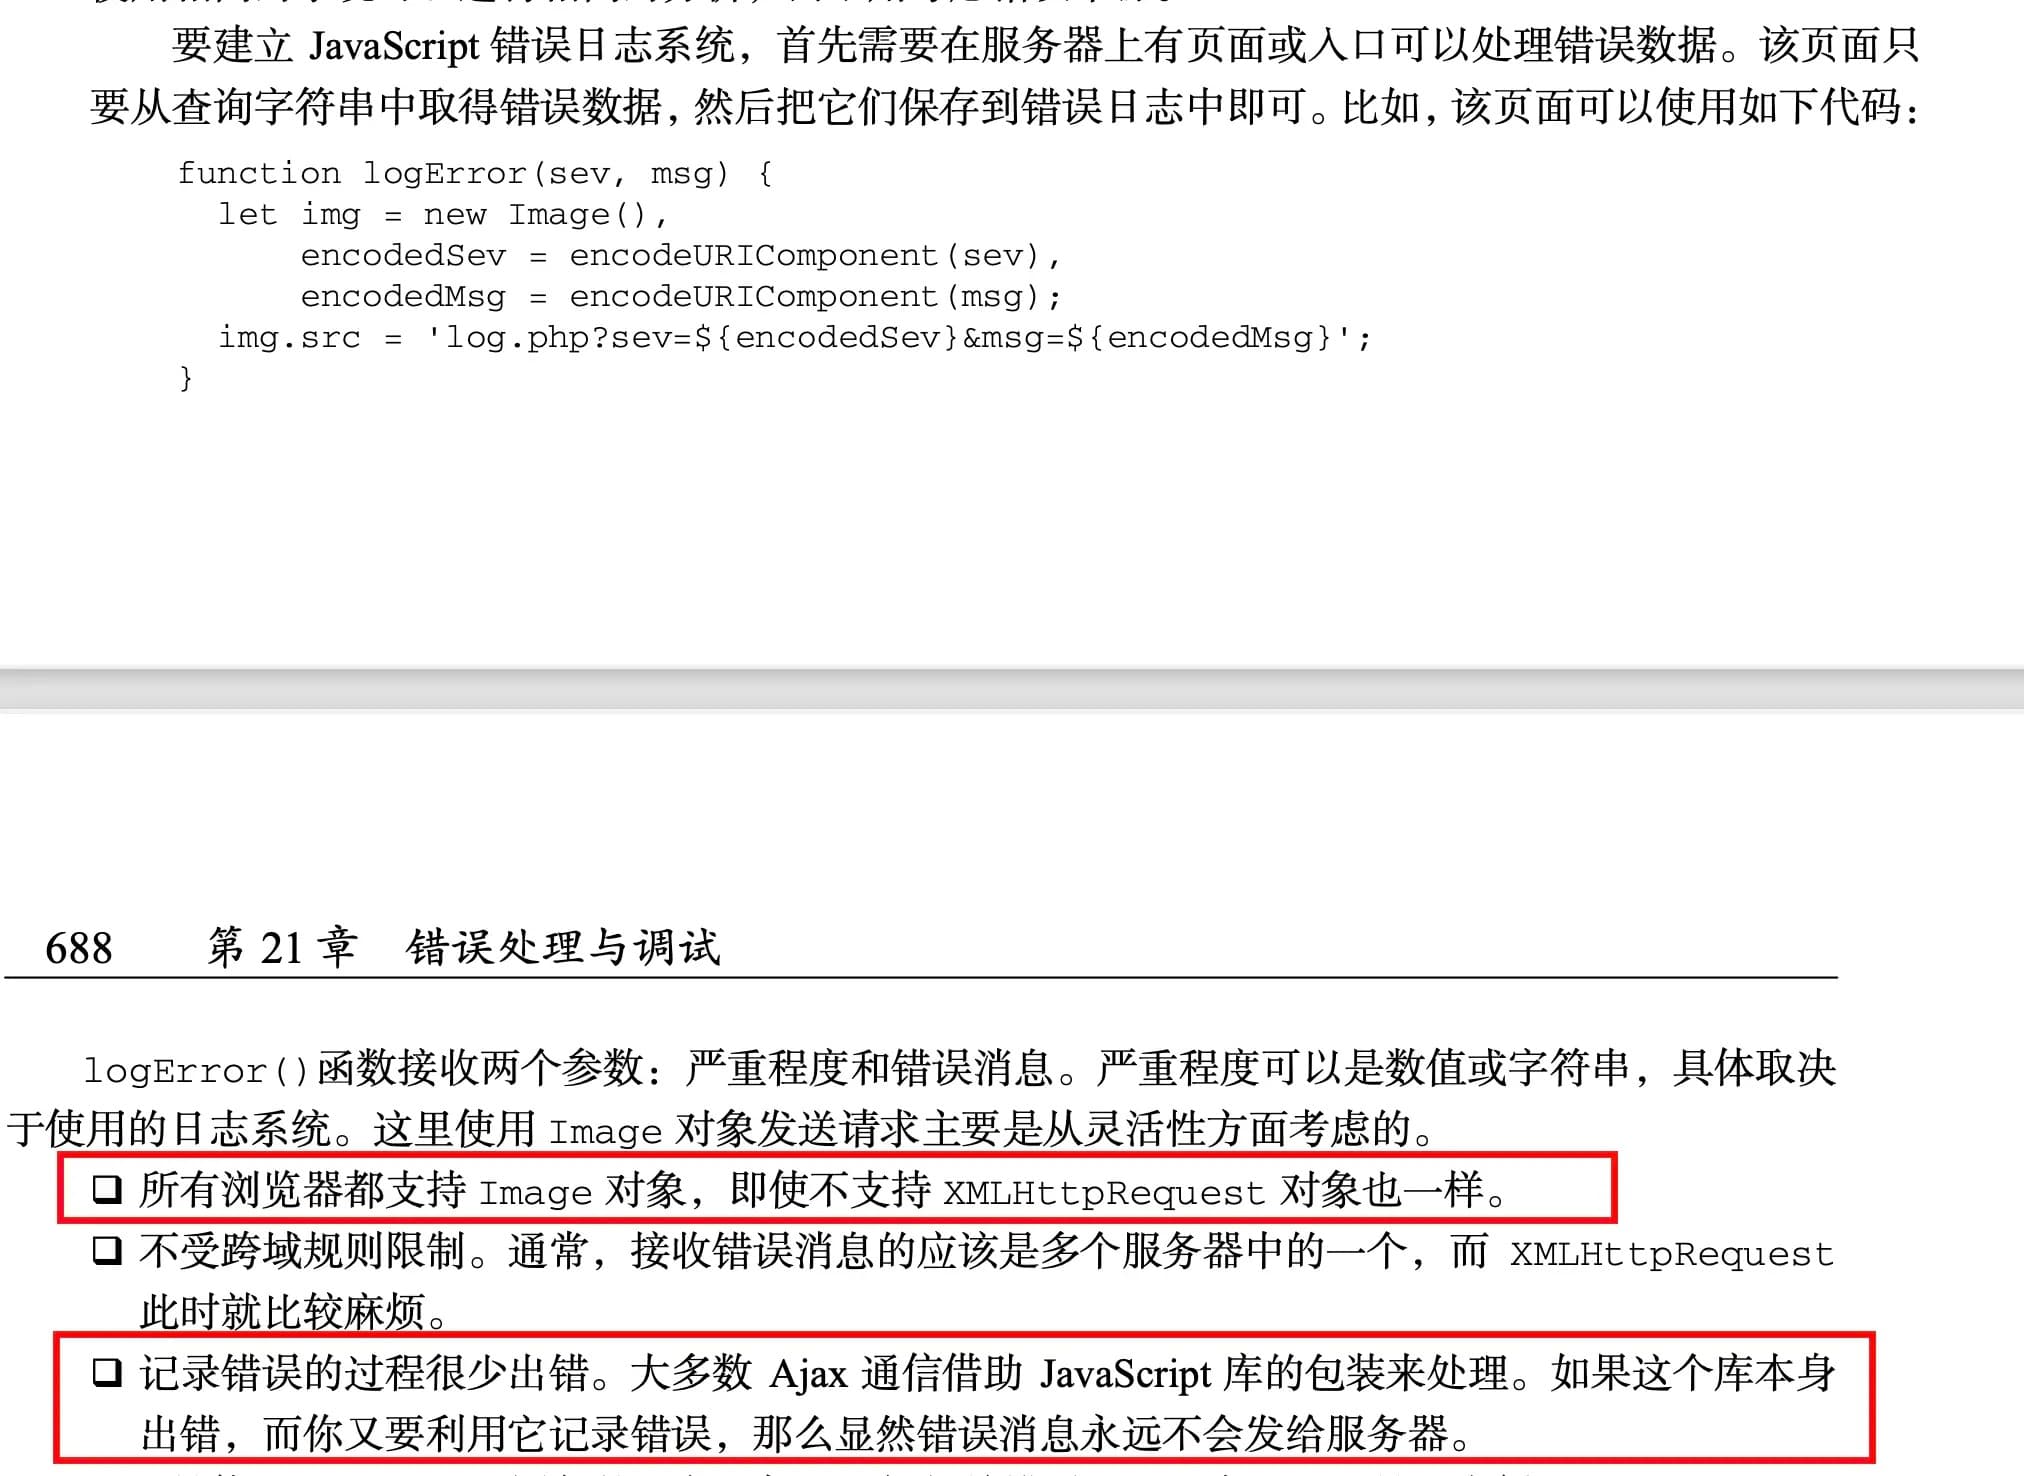 要建立 JavaScript 错误日志系统，首先需要在服务器上有页面或入口可以处理错误数据。该页面只
要从查询字符串中取得错误数据，然后把它们保存到错误日志中即可。比如，该页面可以使用如下代码：
function logError(sev, msg) {
  let img = new Image(),
      encodedSev = encodeURIComponent(sev),
      encodedMsg = encodeURIComponent(msg);
  img.src = 'log.php?sev=${encodedSev}&msg=${encodedMsg}';
}
688 第 21 章 错误处理与调试
logError()函数接收两个参数：严重程度和错误消息。严重程度可以是数值或字符串，具体取决
于使用的日志系统。这里使用 Image 对象发送请求主要是从灵活性方面考虑的。
❑ 所有浏览器都支持 Image 对象，即使不支持 XMLHttpRequest 对象也一样。
❑ 不受跨域规则限制。通常，接收错误消息的应该是多个服务器中的一个，而 XMLHttpRequest
此时就比较麻烦。
❑ 记录错误的过程很少出错。大多数 Ajax 通信借助 JavaScript 库的包装来处理。如果这个库本身
出错，而你又要利用它记录错误，那么显然错误消息永远不会发给服务器。